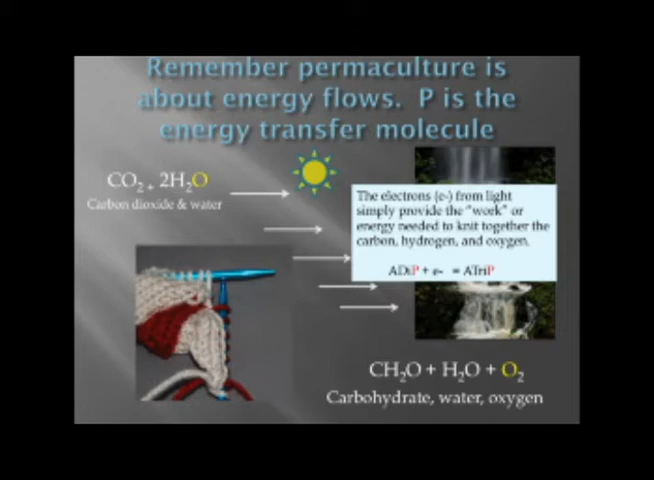 Remember permaculture is
about energy flows. P is the
energy transfer molecule
CO2 + 2H2O
Carbon dioxide & water
The electrons (e-) from light
simply provide the "work" or
energy needed to knit together the
carbon, hydrogen, and oxygen.
ADiP + e- = ATriP
CH2O + H2O + O2
Carbohydrate, water, oxygen